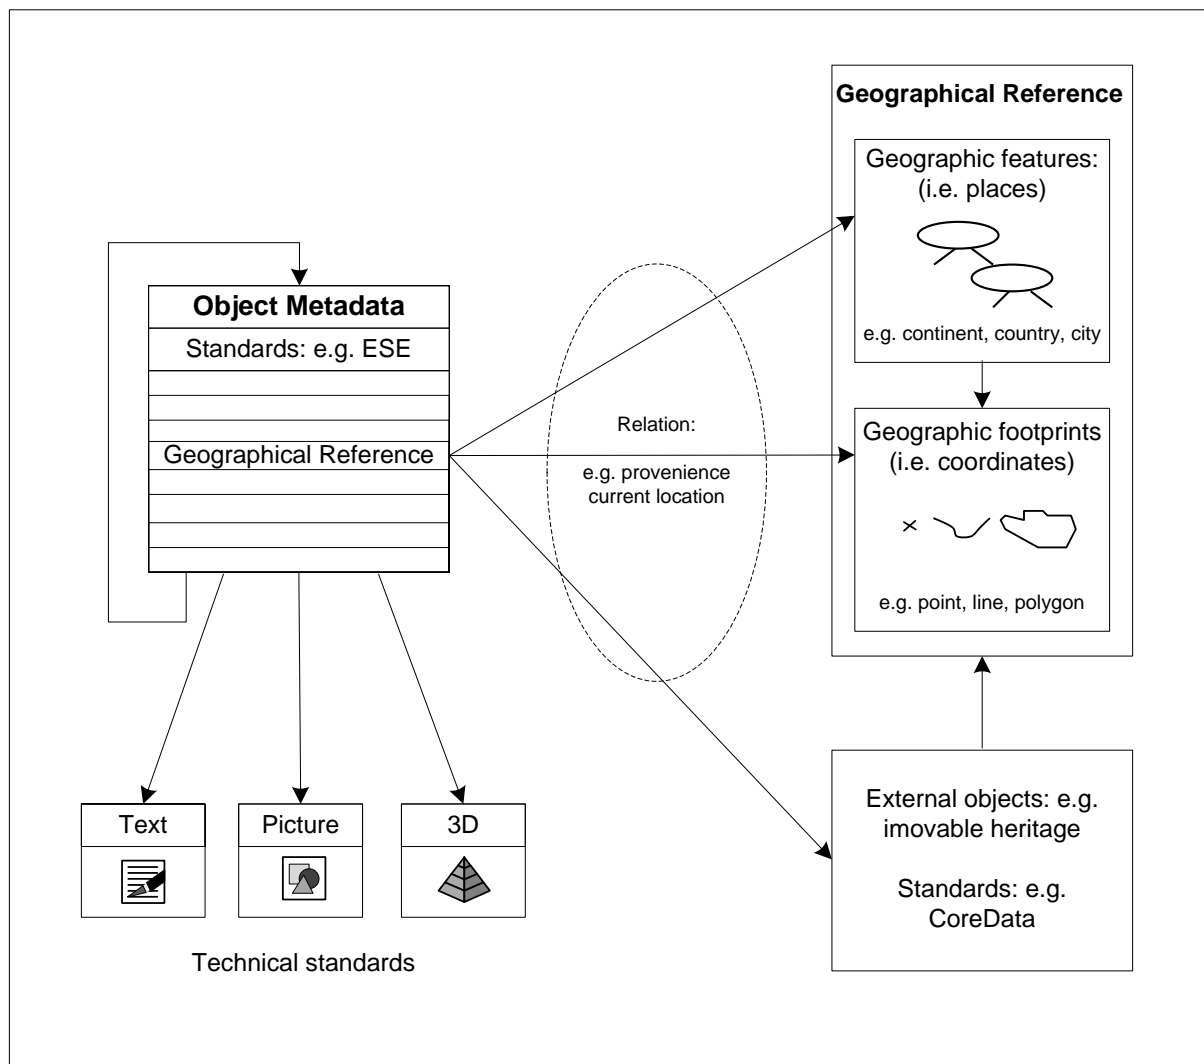 Geographical Reference
Geographic features:
(i.e. places)
e.g. continent, country, city
Object Metadata
Standards: e.g. ESE
Geographical Reference
Relation:
e.g. provenience
current location
Geographic footprints
(i.e. coordinates)
e.g. point, line, polygon
External objects: e.g.
imovable heritage
Standards: e.g.
CoreData
Text
Picture
3D
Technical standards